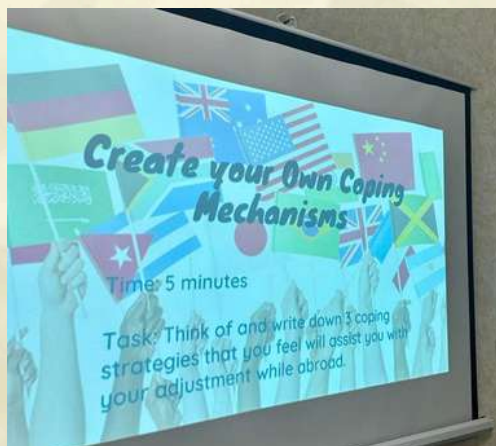 Create your Own Coping
Mechanisms
Time: 5 minutes
Task: Think of and write down 3 coping
strategies that you feel will assist you with
your adjustment while abroad.